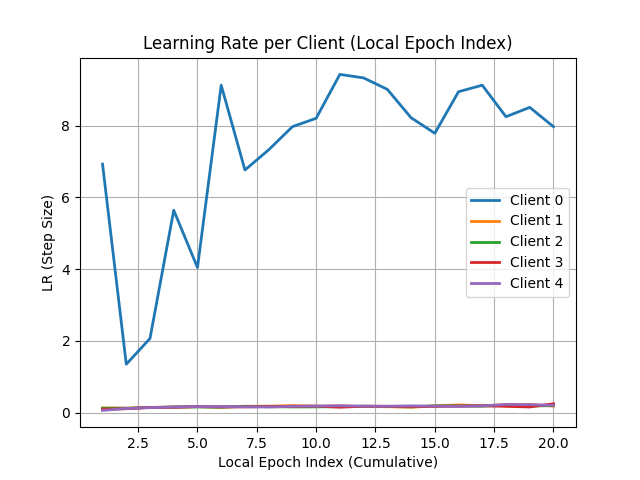 Learning Rate per Client (Local Epoch Index)
LR (Step Size)
8
6
4
2
0
Client 0
Client 1
Client 2
Client 3
Client 4
2.5 5.0 7.5 10.0 12.5 15.0 17.5 20.0
Local Epoch Index (Cumulative)